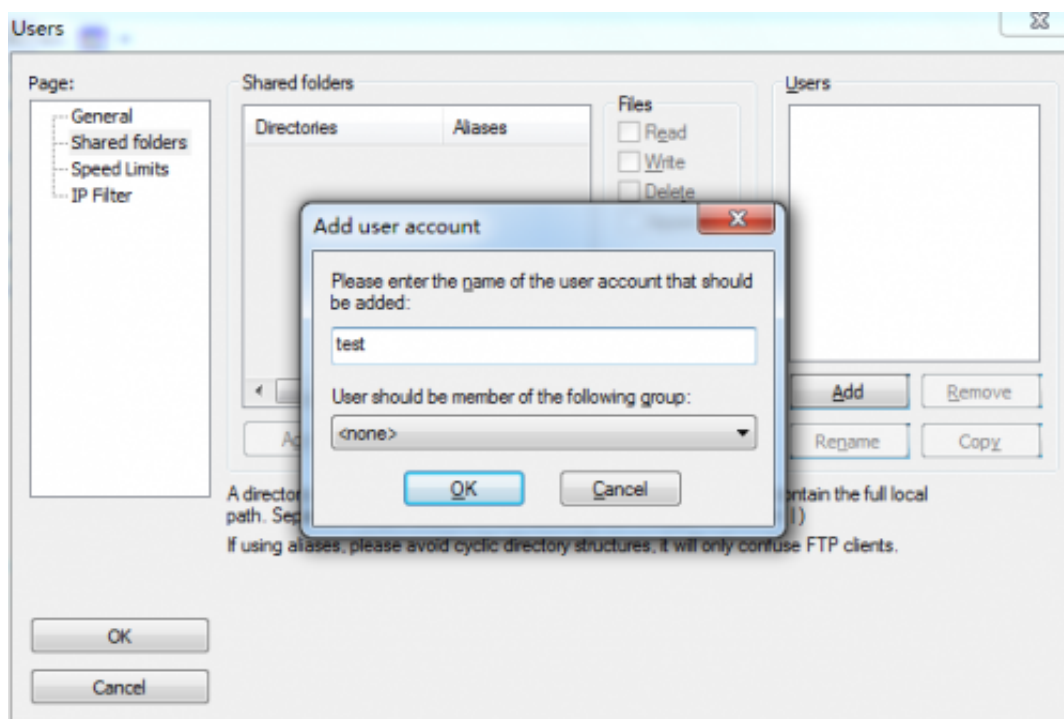 Users
Page:
General
Shared folders
Speed Limits
IP Filter
Shared folders
Directories
Aliases
Files
Read
Write
Delete
Users
Add
Remove
Rename
Copy
Add user account
Please enter the name of the user account that should
be added:
test
User should be member of the following group:
<none>
OK
Cancel
A director
ontain the full local
path. Sep
If using aliases, please avoid cyclic directory structures, it will only confuse FTP clients.
OK
Cancel